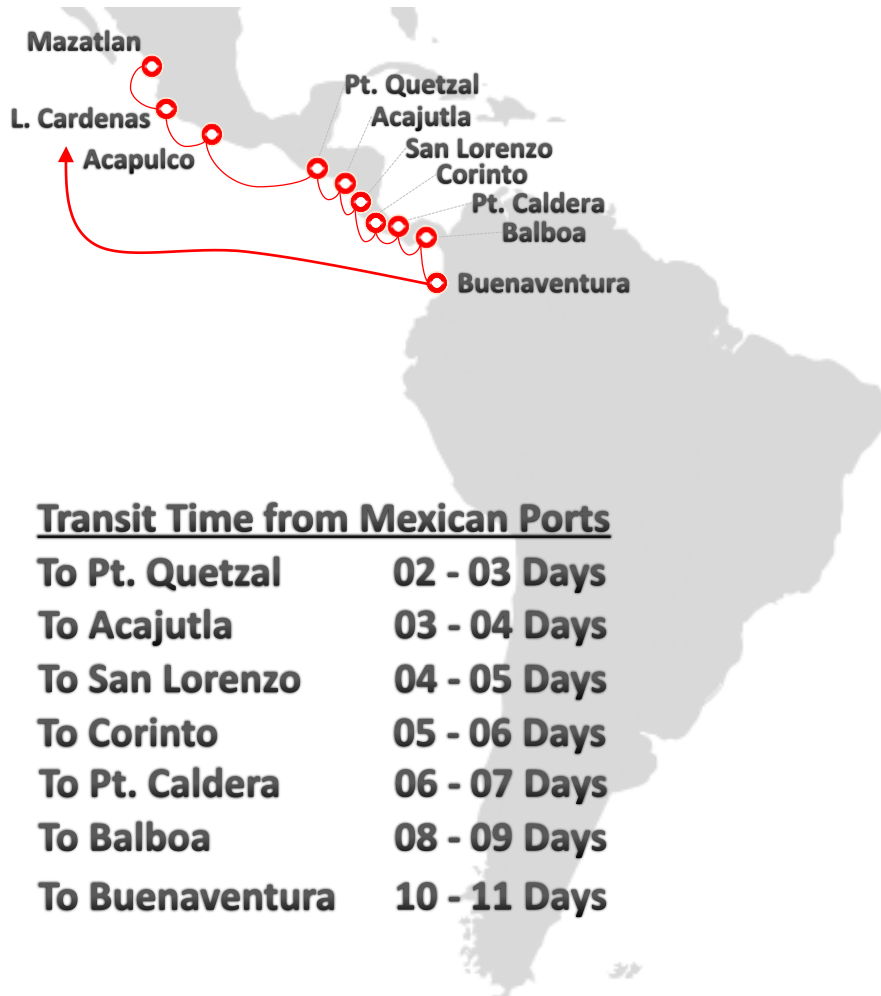 Mazatlan
L. Cardenas
Acapulco
Pt. Quetzal
Acajutla
San Lorenzo
Corinto
Pt. Caldera
Balboa
Buenaventura
Transit Time from Mexican Ports
To Pt. Quetzal 02 - 03 Days
To Acajutla 03 - 04 Days
To San Lorenzo 04 - 05 Days
To Corinto 05 - 06 Days
To Pt. Caldera 06 - 07 Days
To Balboa 08 - 09 Days
To Buenaventura 10 - 11 Days